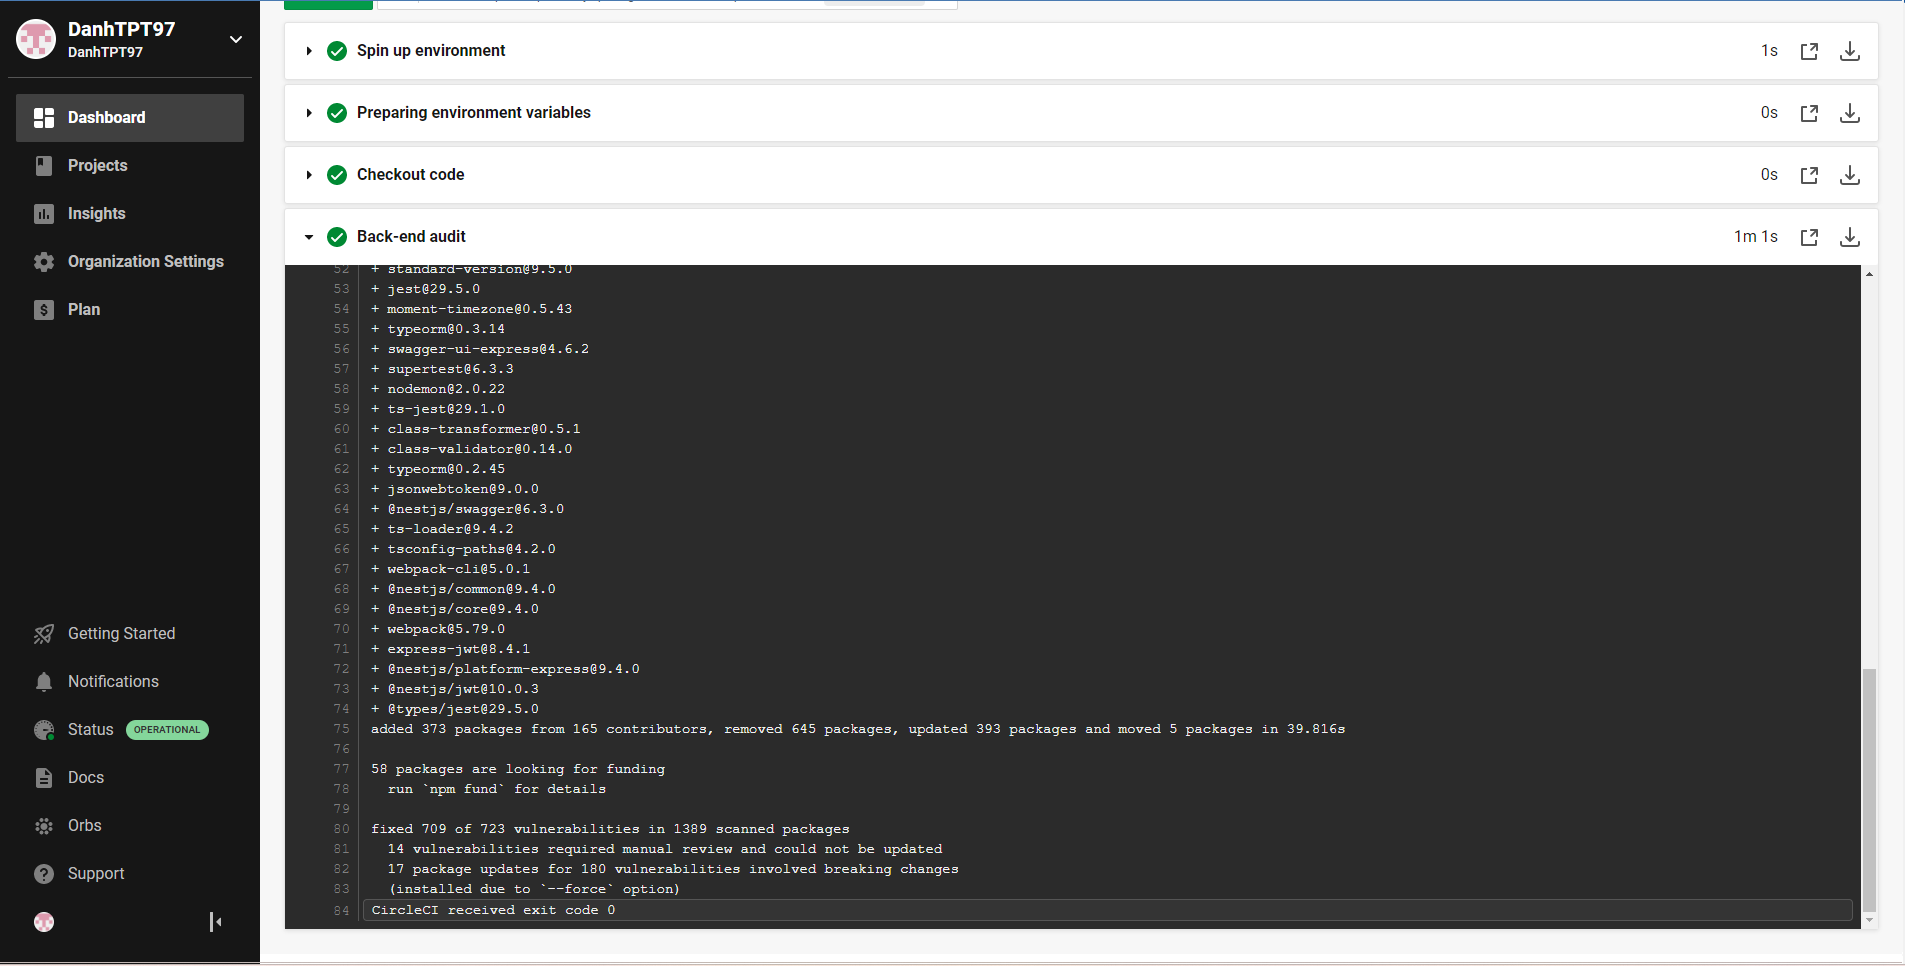 DanhTPT97
DanhTPT97
Dashboard
Projects
Insights
Organization Settings
Plan
Getting Started
Notifications
Status OPERATIONAL
Docs
Orbs
Support
Spin up environment 1s
Preparing environment variables 0s
Checkout code 0s
Back-end audit 1m 1s
52 + standard-version@9.5.0
53 + jest@29.5.0
54 + moment-timezone@0.5.43
55 + typeorm@0.3.14
56 + swagger-ui-express@4.6.2
57 + supertest@6.3.3
58 + nodemon@2.0.22
59 + ts-jest@29.1.0
60 + class-transformer@0.5.1
61 + class-validator@0.14.0
62 + typeorm@0.2.45
63 + jsonwebtoken@9.0.0
64 + @nestjs/swagger@6.3.0
65 + ts-loader@9.4.2
66 + tsconfig-paths@4.2.0
67 + webpack-cli@5.0.1
68 + @nestjs/common@9.4.0
69 + @nestjs/core@9.4.0
70 + webpack@5.79.0
71 + express-jwt@8.4.1
72 + @nestjs/platform-express@9.4.0
73 + @nestjs/jwt@10.0.3
74 + @types/jest@29.5.0
75 added 373 packages from 165 contributors, removed 645 packages, updated 393 packages and moved 5 packages in 39.816s
76
77 58 packages are looking for funding
78 run `npm fund` for details
79
80 fixed 709 of 723 vulnerabilities in 1389 scanned packages
81 14 vulnerabilities required manual review and could not be updated
82 17 package updates for 180 vulnerabilities involved breaking changes
83 (installed due to `--force` option)
84 CircleCI received exit code 0